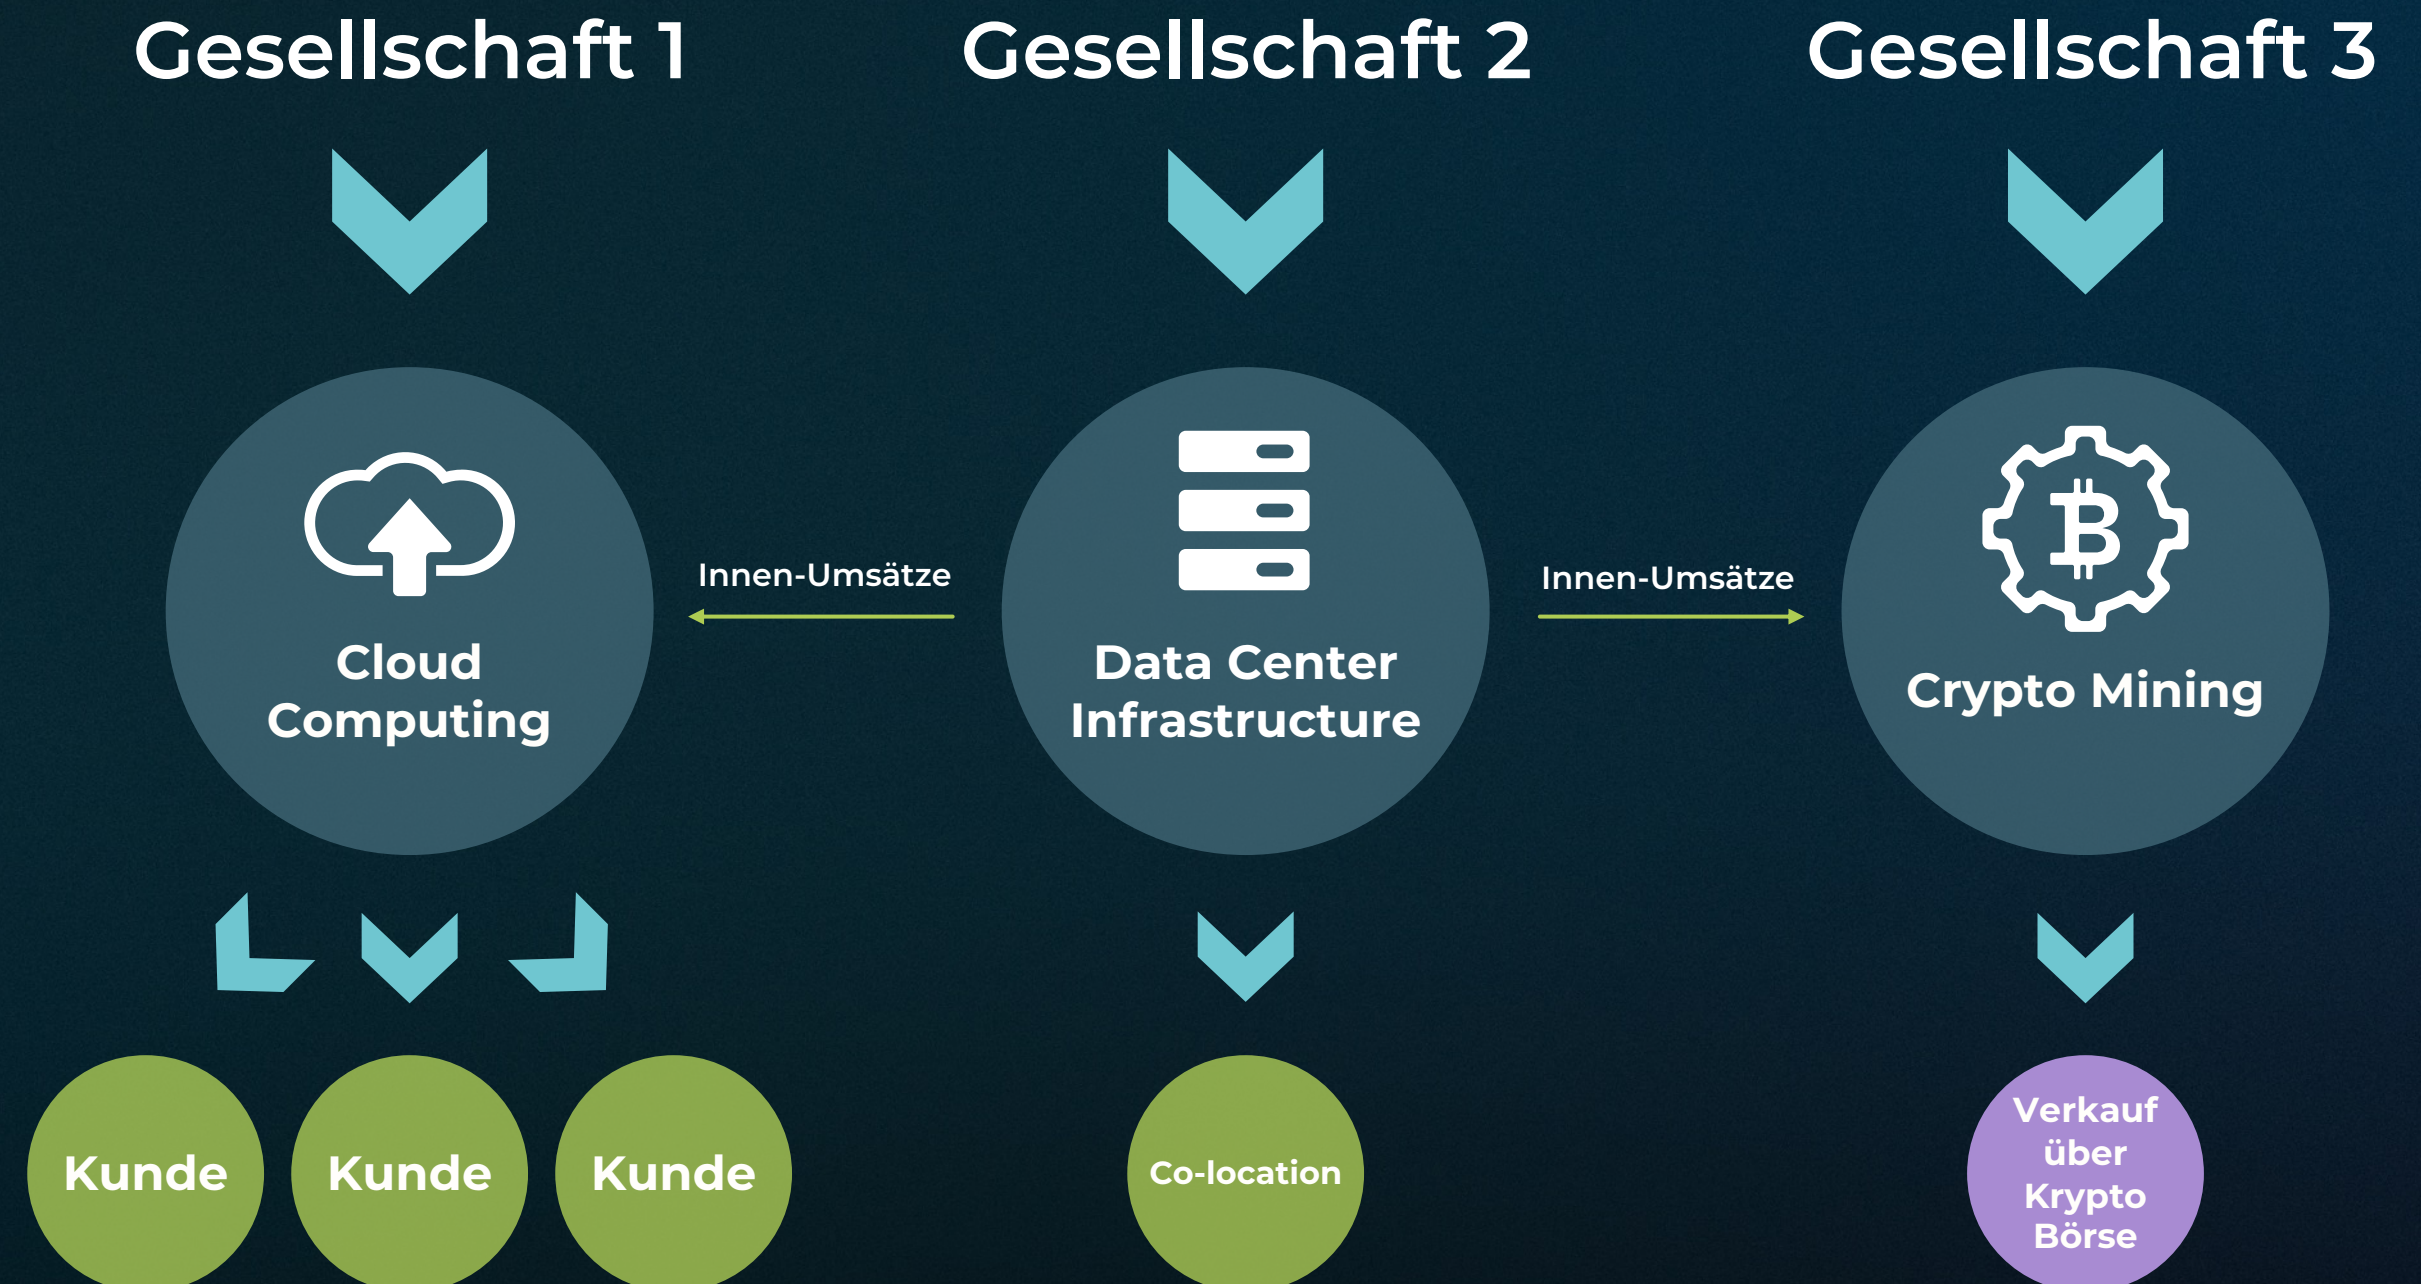 Gesellschaft 1
Gesellschaft 2
Gesellschaft 3
Innen-Umsätze
Innen-Umsätze
Cloud
Computing
Data Center
Infrastructure
Crypto Mining
Kunde
Kunde
Kunde
Co-location
Verkauf
über
Krypto
Börse